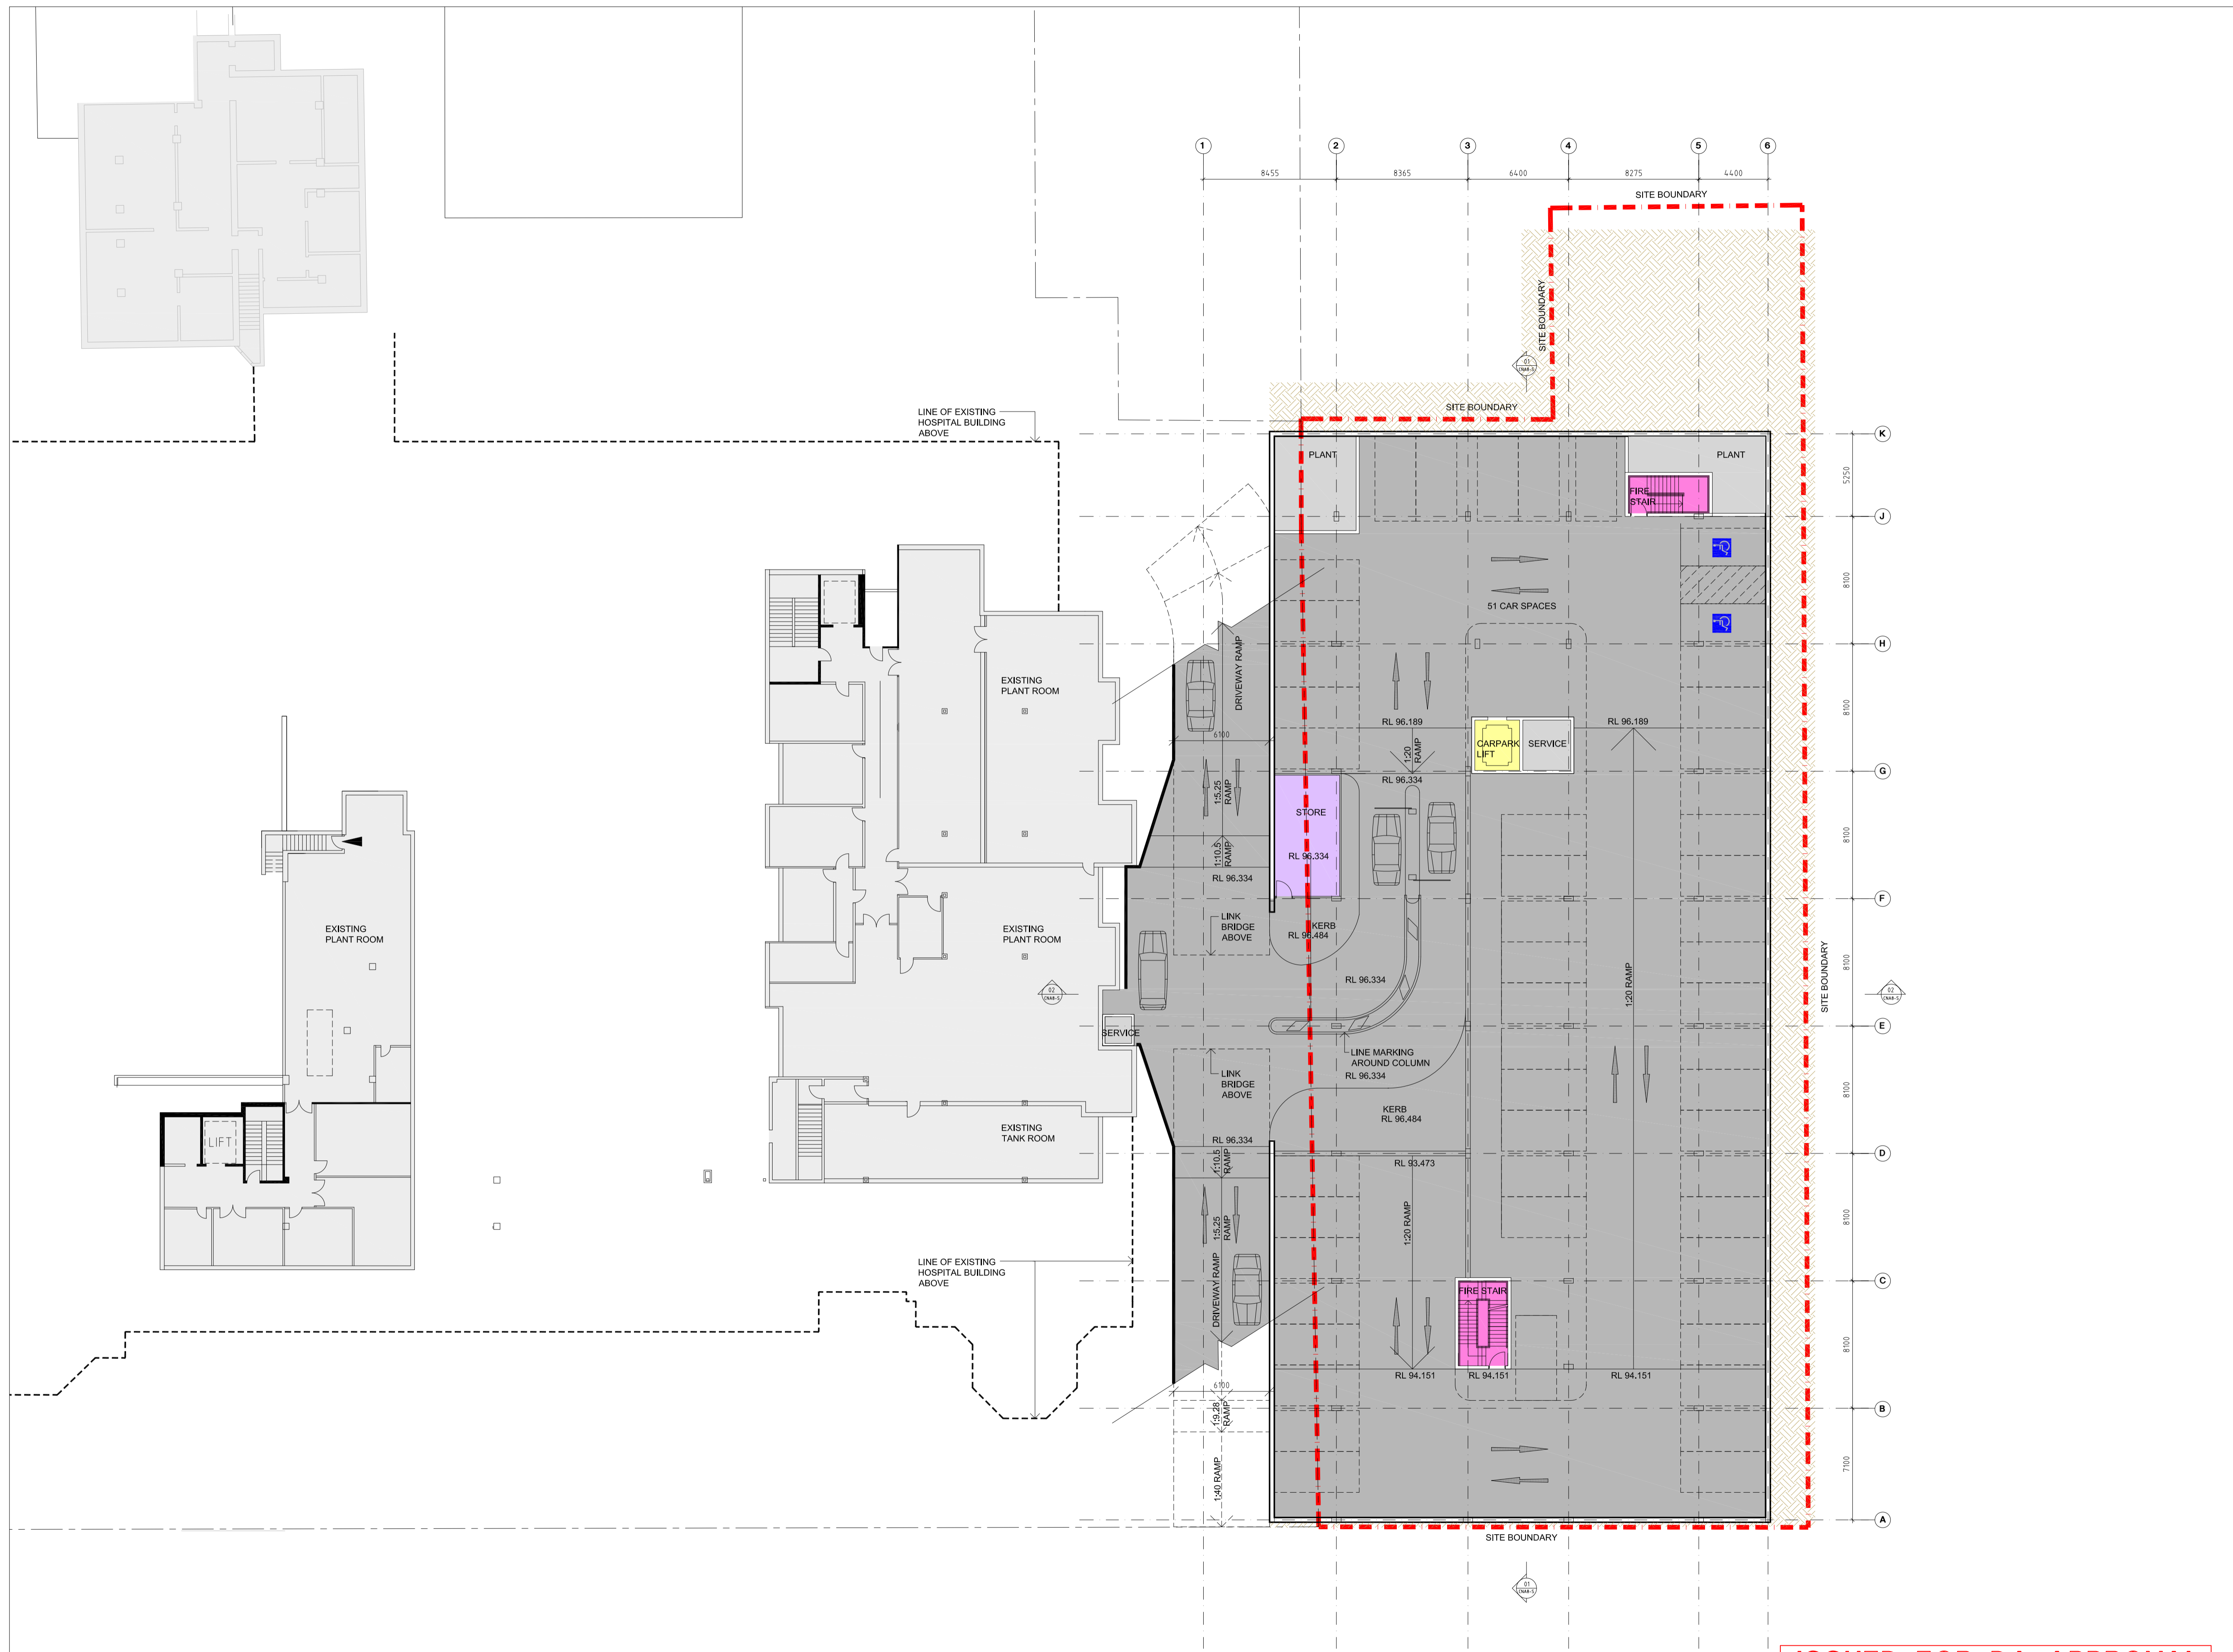 1
2
3
4
5
6
8455
8365
6400
8275
4400
SITE BOUNDARY
SITE BOUNDARY
01
SITE BOUNDARY
LINE OF EXISTING
HOSPITAL BUILDING
ABOVE
K
PLANT
PLANT
5250
FIRE
STAIR
J
8100
51 CAR SPACES
H
DRIVEWAY RAMP
EXISTING
PLANT ROOM
8100
RL 96.189
RL 96.189
6100
1:20
RAMP
CARPARK
LIFT
SERVICE
G
RL 96.334
1:5.25
RAMP
STORE
8100
1:10.5
RAMP
RL 96.334
RL 96.334
F
LINK
BRIDGE
ABOVE
KERB
RL 96.484
EXISTING
PLANT ROOM
EXISTING
PLANT ROOM
8100
SITE BOUNDARY
RL 96.334
1:20 RAMP
02
02
E
SERVICE
LINE MARKING
AROUND COLUMN
RL 96.334
LINK
BRIDGE
ABOVE
8100
KERB
RL 96.484
EXISTING
TANK ROOM
LIFT
RL 96.334
D
1:10.5
RAMP
RL 93.473
8100
1:5.25
RAMP
1:20 RAMP
LINE OF EXISTING
HOSPITAL BUILDING
ABOVE
C
DRIVEWAY RAMP
FIRE STAIR
8100
RL 94.151
RL 94.151
RL 94.151
6100
1:9.28
RAMP
B
1:40 RAMP
7100
A
SITE BOUNDARY
01
ISSUED FOR DA APPROVAL